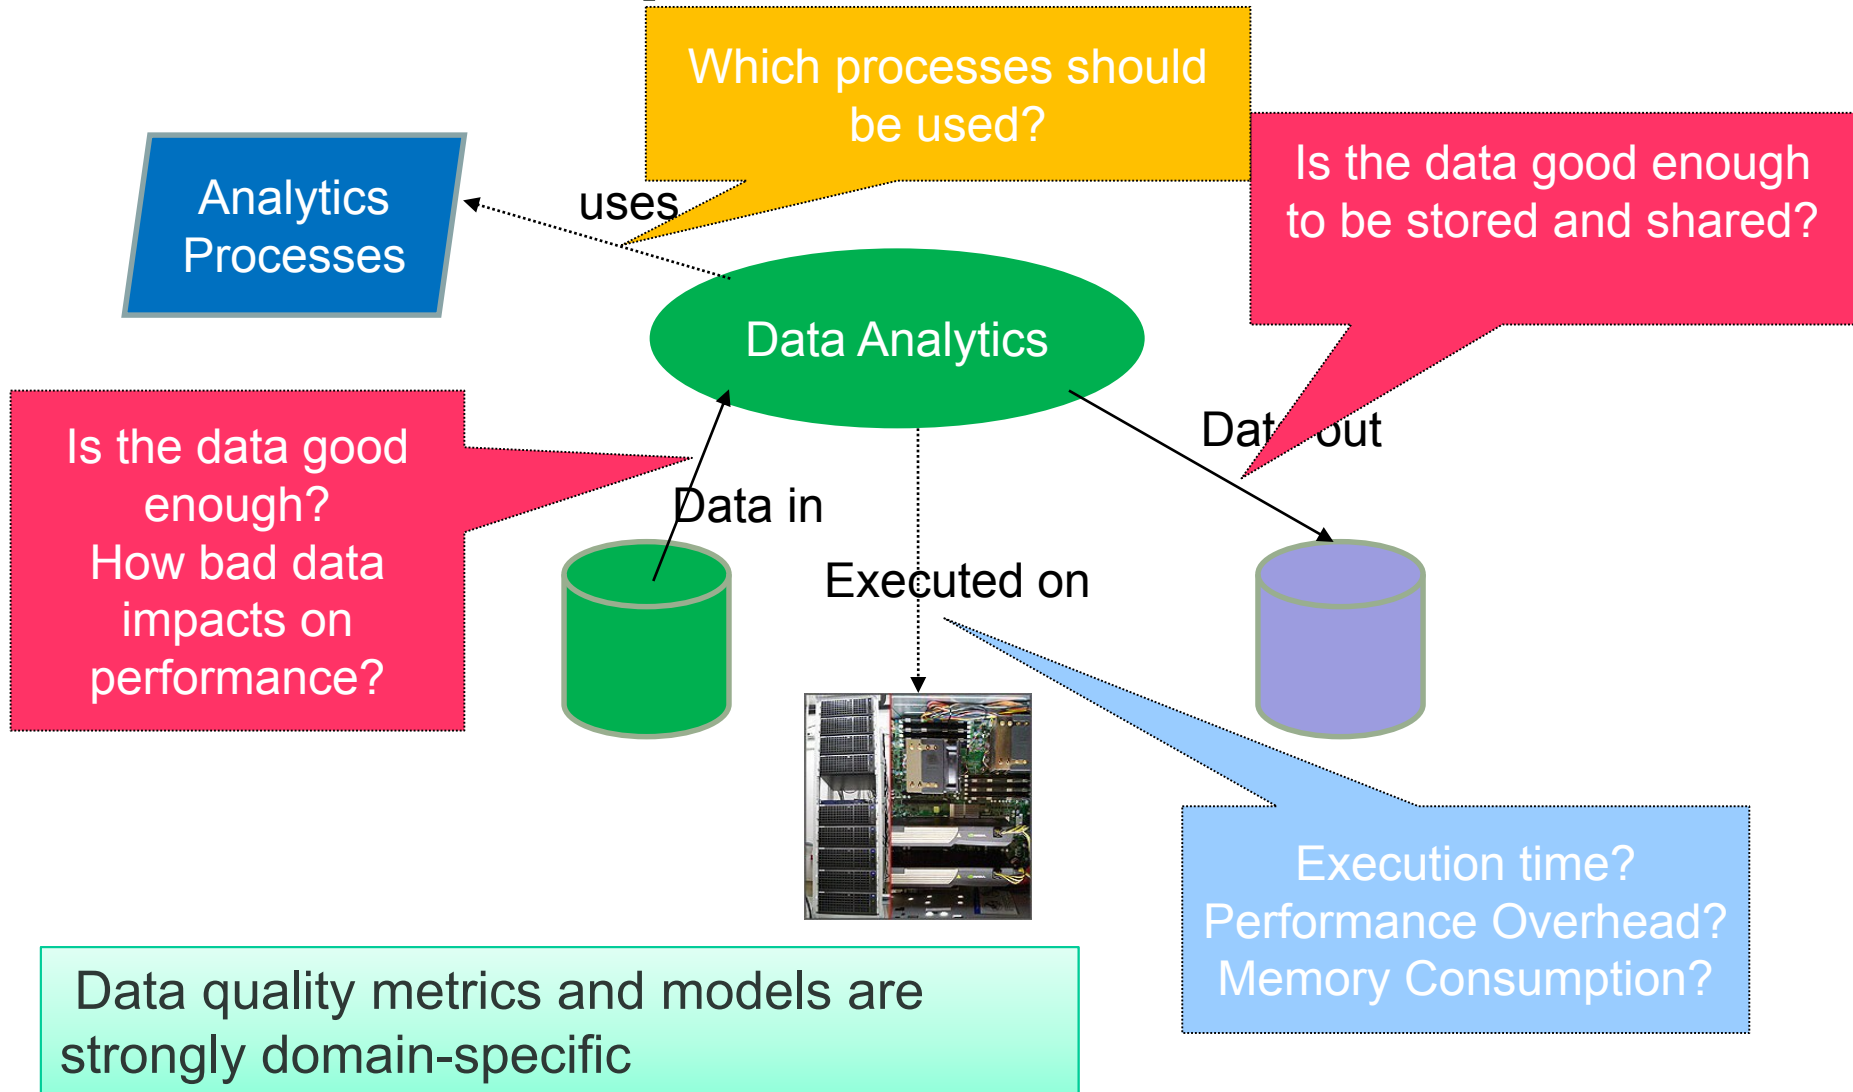 Which processes should
be used?
Is the data good enough
to be stored and shared?
Analytics
Processes
uses
Data Analytics
Is the data good
enough?
How bad data
impacts on
performance?
Data in
Data out
Executed on
Execution time?
Performance Overhead?
Memory Consumption?
Data quality metrics and models are
strongly domain-specific